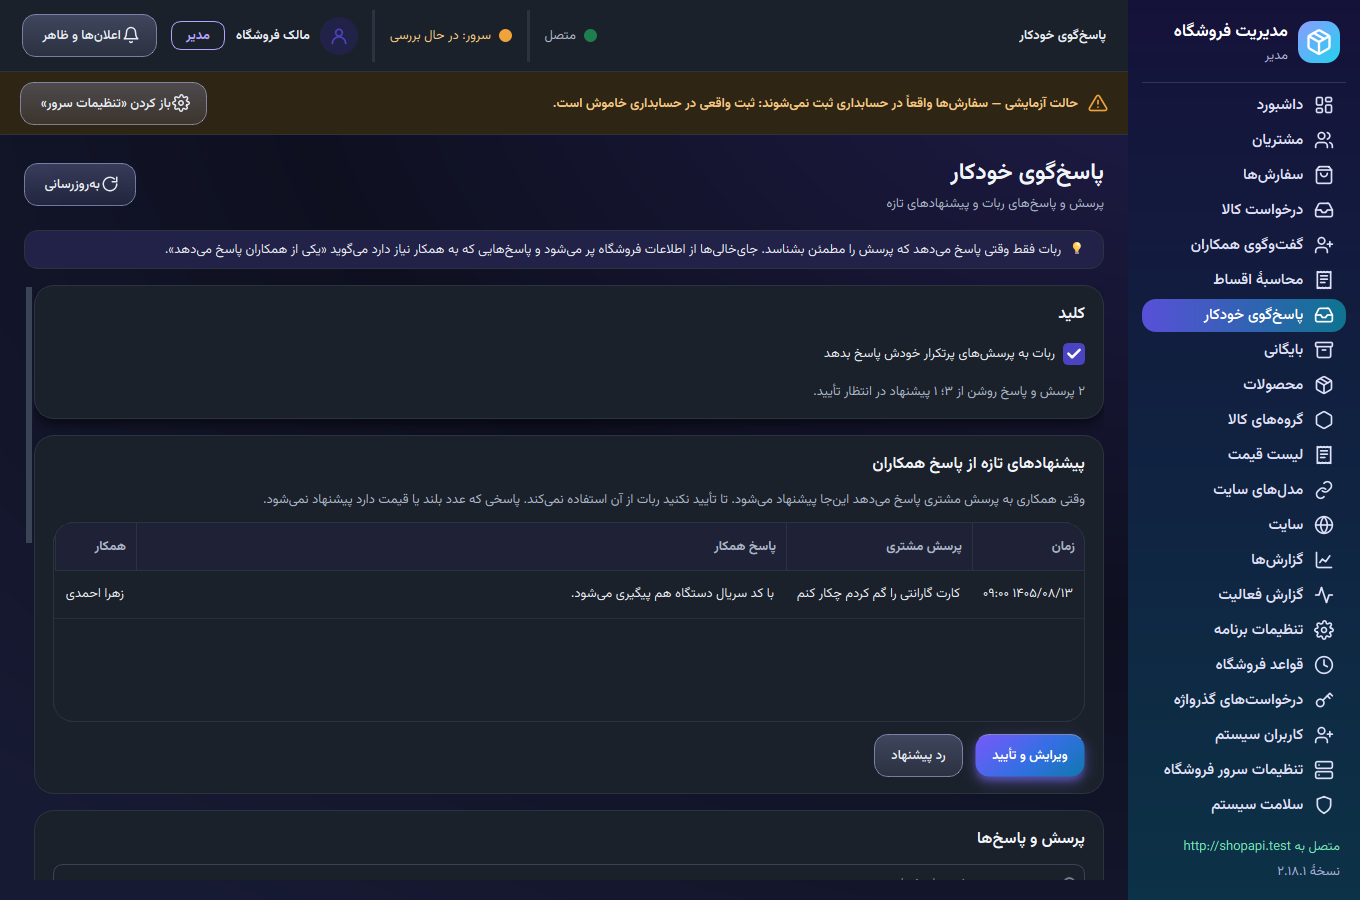 مدیریت فروشگاه
مدیر
داشبورد
مشتریان
سفارش‌ها
درخواست کالا
گفت‌وگوی همکاران
محاسبهٔ اقساط
پاسخ‌گوی خودکار
بایگانی
محصولات
گروه‌های کالا
لیست قیمت
مدل‌های سایت
سایت
گزارش‌ها
گزارش فعالیت
تنظیمات برنامه
قواعد فروشگاه
درخواست‌های گذرواژه
کاربران سیستم
تنظیمات سرور فروشگاه
سلامت سیستم
متصل به http://shopapi.test
نسخهٔ ۲.۱۸.۱
پاسخ‌گوی خودکار
متصل
سرور: در حال بررسی
مالک فروشگاه
مدیر
اعلان‌ها و ظاهر
حالت آزمایشی – سفارش‌ها واقعاً در حسابداری ثبت نمی‌شوند: ثبت واقعی در حسابداری خاموش است.
باز کردن «تنظیمات سرور»
پاسخ‌گوی خودکار
پرسش و پاسخ‌های ربات و پیشنهادهای تازه
به‌روزرسانی
ربات فقط وقتی پاسخ می‌دهد که پرسش را مطمئن بشناسد. جای‌خالی‌ها از اطلاعات فروشگاه پر می‌شود و پاسخ‌هایی که به همکار نیاز دارد می‌گوید «یکی از همکاران پاسخ می‌دهد».
کلید
ربات به پرسش‌های پرتکرار خودش پاسخ بدهد
۲ پرسش و پاسخ روشن از ۳؛ ۱ پیشنهاد در انتظار تأیید.
پیشنهادهای تازه از پاسخ همکاران
وقتی همکاری به پرسش مشتری پاسخ می‌دهد این‌جا پیشنهاد می‌شود. تا تأیید نکنید ربات از آن استفاده نمی‌کند. پاسخی که عدد بلند یا قیمت دارد پیشنهاد نمی‌شود.
زمان پرسش مشتری پاسخ همکار همکار
۱۴۰۵/۰۸/۱۳ ۰۹:۰۰ کارت گارانتی را گم کردم چکار کنم با کد سریال دستگاه هم پیگیری می‌شود. زهرا احمدی
ویرایش و تأیید
رد پیشنهاد
پرسش و پاسخ‌ها